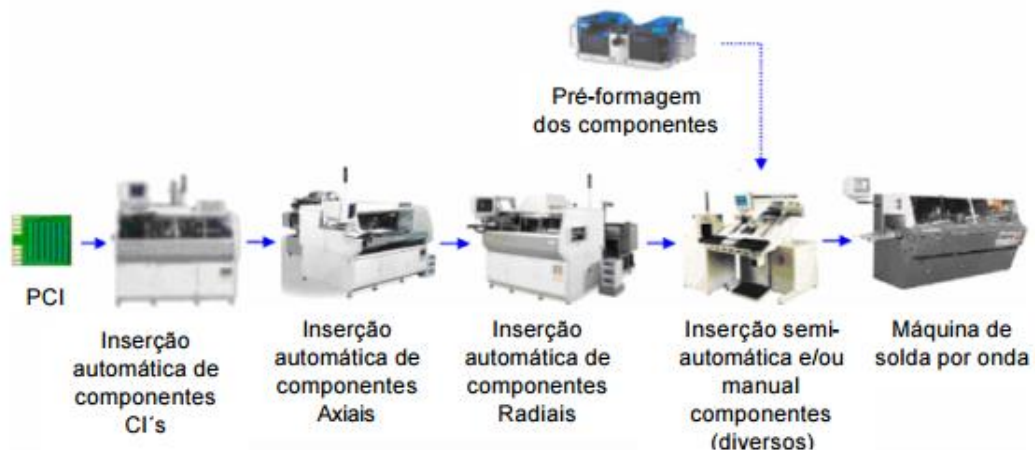 Pré-formagem
dos componentes
PCI
Inserção
automática de
componentes
CI´s
Inserção
automática de
componentes
Axiais
Inserção
automática de
componentes
Radiais
Inserção semi-
automática e/ou
manual
componentes
(diversos)
Máquina de
solda por onda